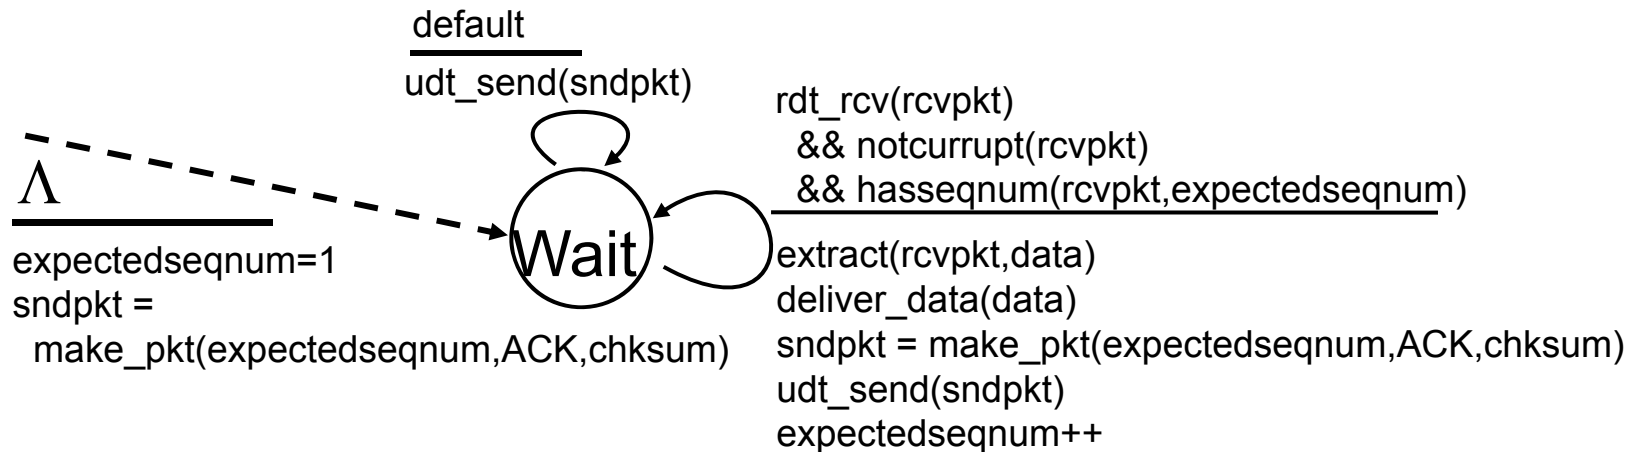 default
udt_send(sndpkt)
rdt_rcv(rcvpkt)
&& notcurrupt(rcvpkt)
&& hasseqnum(rcvpkt,expectedseqnum)
Λ
Wait
expectedseqnum=1
sndpkt =
make_pkt(expectedseqnum,ACK,chksum)
extract(rcvpkt,data)
deliver_data(data)
sndpkt = make_pkt(expectedseqnum,ACK,chksum)
udt_send(sndpkt)
expectedseqnum++